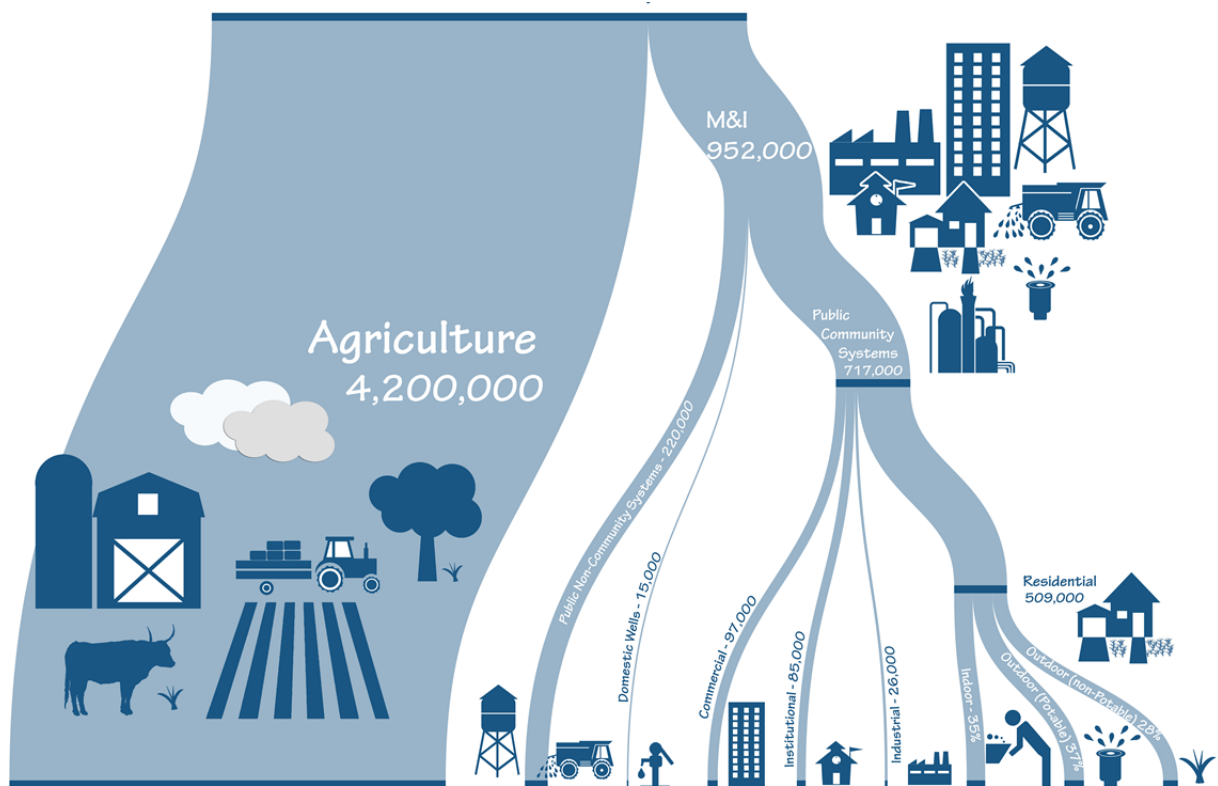 M&I
952,000
Agriculture
4,200,000
Public
Community
Systems
717,000
Public Non-Community Systems - 220,000
Domestic Wells - 15,000
Commercial - 97,000
Institutional - 85,000
Industrial - 26,000
Residential
509,000
Indoor - 35%
Outdoor (Potable) 37%
Outdoor (non-Potable) 28%